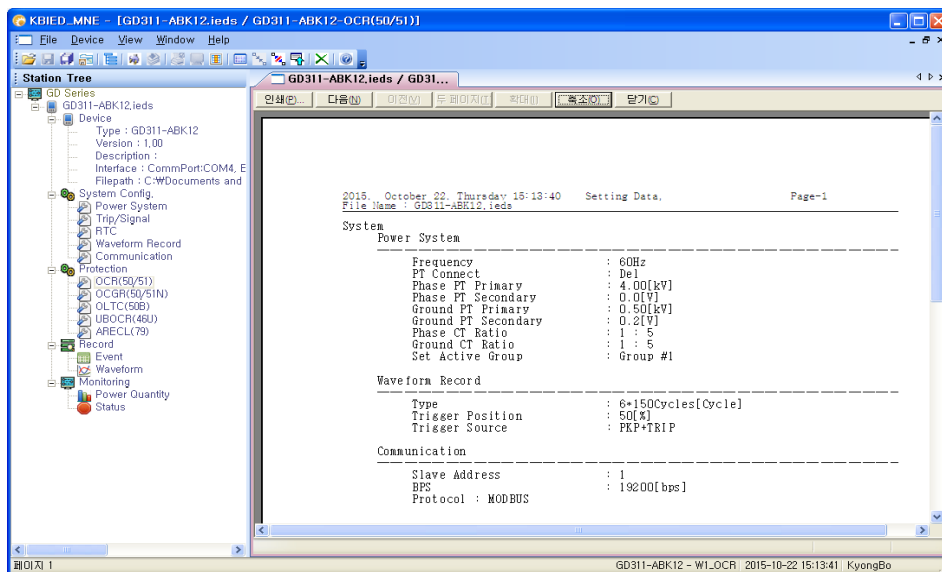 KBIED_MNE - [GD311-ABK12.ieds / GD311-ABK12-OCR(50/51)]
File Device View Window Help
Station Tree
GD Series
GD311-ABK12.ieds
Device
Type : GD311-ABK12
Version : 1.00
Description :
Interface : CommPort:COM4, E
Filepath : C:₩Documents and
System Config.
Power System
Trip/Signal
RTC
Waveform Record
Communication
Protection
OCR(50/51)
OCGR(50/51N)
OLTC(50B)
UBOCR(46U)
ARECL(79)
Record
Event
Waveform
Monitoring
Power Quantity
Status
GD311-ABK12.ieds / GD31...
인쇄(P)... 다음(N) 이전(V) 두 페이지(T) 확대(I) 축소(O) 닫기(C)
2015. October 22. Thursday 15:13:40 Setting Data, Page-1
File Name : GD311-ABK12.ieds
System
Power System
Frequency : 60Hz
PT Connect : Del
Phase PT Primary : 4.00[kV]
Phase PT Secondary : 0.0[V]
Ground PT Primary : 0.50[kV]
Ground PT Secondary : 0.2[V]
Phase CT Ratio : 1 : 5
Ground CT Ratio : 1 : 5
Set Active Group : Group #1
Waveform Record
Type : 6*150Cycles[Cycle]
Trigger Position : 50[%]
Trigger Source : PKP+TRIP
Communication
Slave Address : 1
BPS : 19200[bps]
Protocol : MODBUS
페이지 1
GD311-ABK12 - W1_OCR 2015-10-22 15:13:41 KyongBo